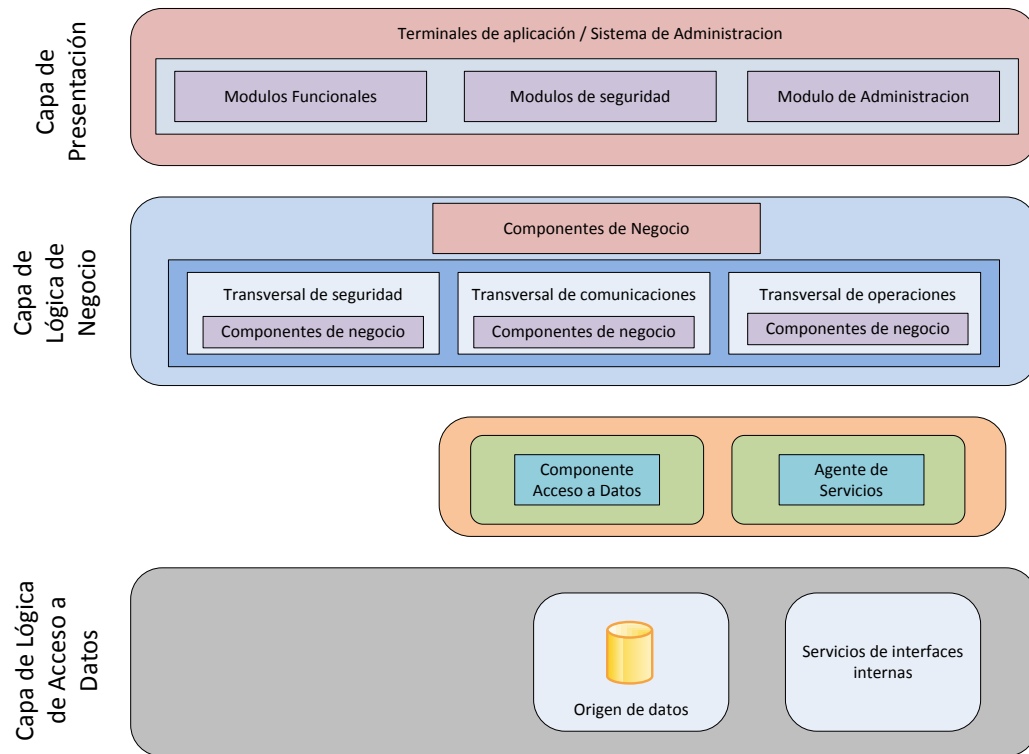 Capa de
Presentación
Terminales de aplicación / Sistema de Administracion
Modulos Funcionales
Modulos de seguridad
Modulo de Administracion
Capa de
Lógica de
Negocio
Componentes de Negocio
Transversal de seguridad
Componentes de negocio
Transversal de comunicaciones
Componentes de negocio
Transversal de operaciones
Componentes de negocio
Componente
Acceso a Datos
Agente de
Servicios
Capa de Lógica
de Acceso a
Datos
Origen de datos
Servicios de interfaces
internas